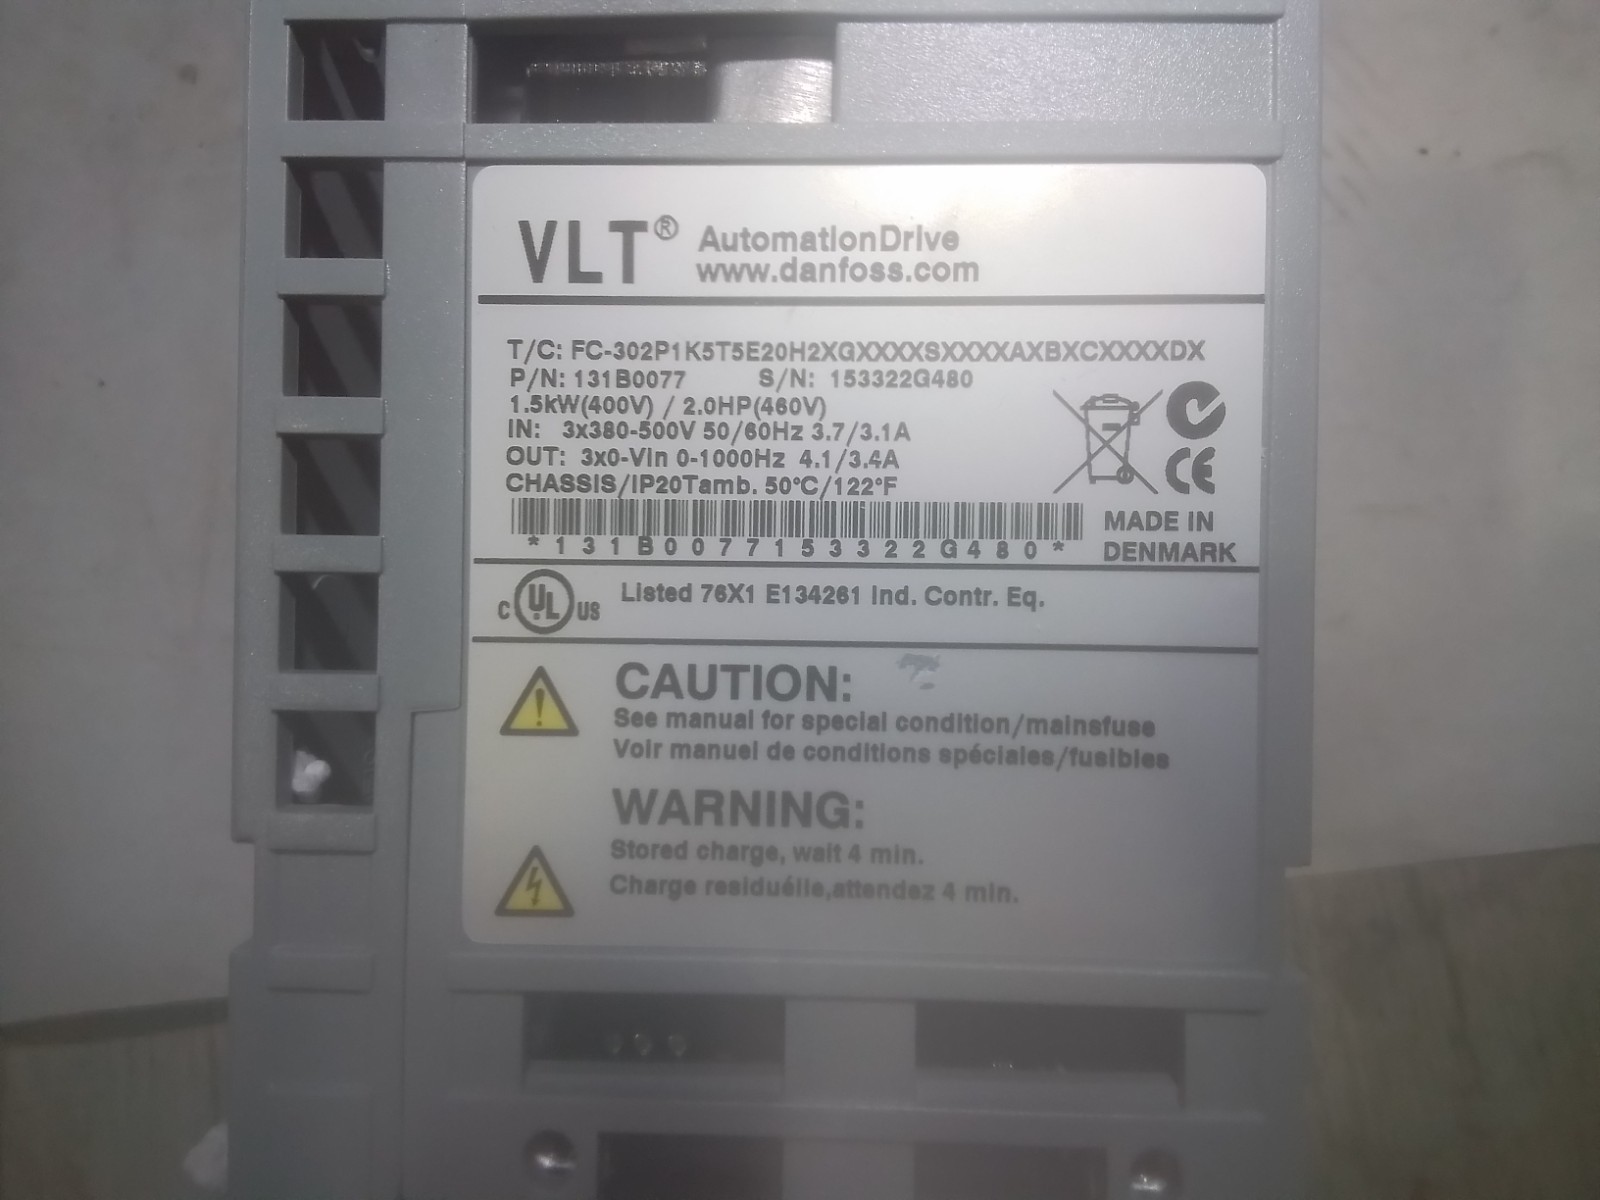 VLT® AutomationDrive
www.danfoss.com
T/C: FC-302P1K5T5E20H2XGXXXXSXXXXAXBXCXXXXDX
P/N: 131B0077 S/N: 153322G480
1.5kW(400V) / 2.0HP(460V)
IN: 3x380-500V 50/60Hz 3.7/3.1A
OUT: 3x0-Vin 0-1000Hz 4.1/3.4A
CHASSIS/IP20Tamb. 50°C/122°F
*131B0077153322G480*
MADE IN
DENMARK
CE
C UL US Listed 76X1 E134261 Ind. Contr. Eq.
CAUTION:
See manual for special condition/mainsfuse
Voir manuel de conditions spéciales/fusibles
WARNING:
Stored charge, wait 4 min.
Charge residuélle,attendez 4 min.